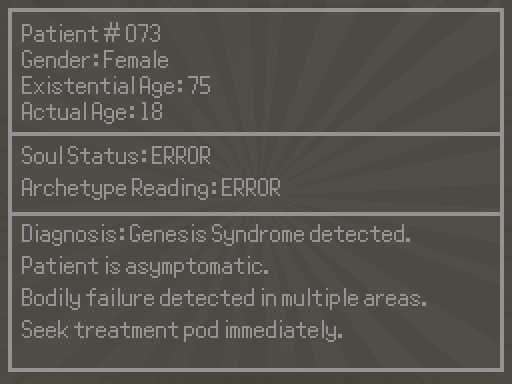 Patient #073
Gender: Female
Existential Age: 75
Actual Age: 18
Soul Status: ERROR
Archetype Reading: ERROR
Diagnosis: Genesis Syndrome detected.
Patient is asymptomatic.
Bodily failure detected in multiple areas.
Seek treatment pod immediately.